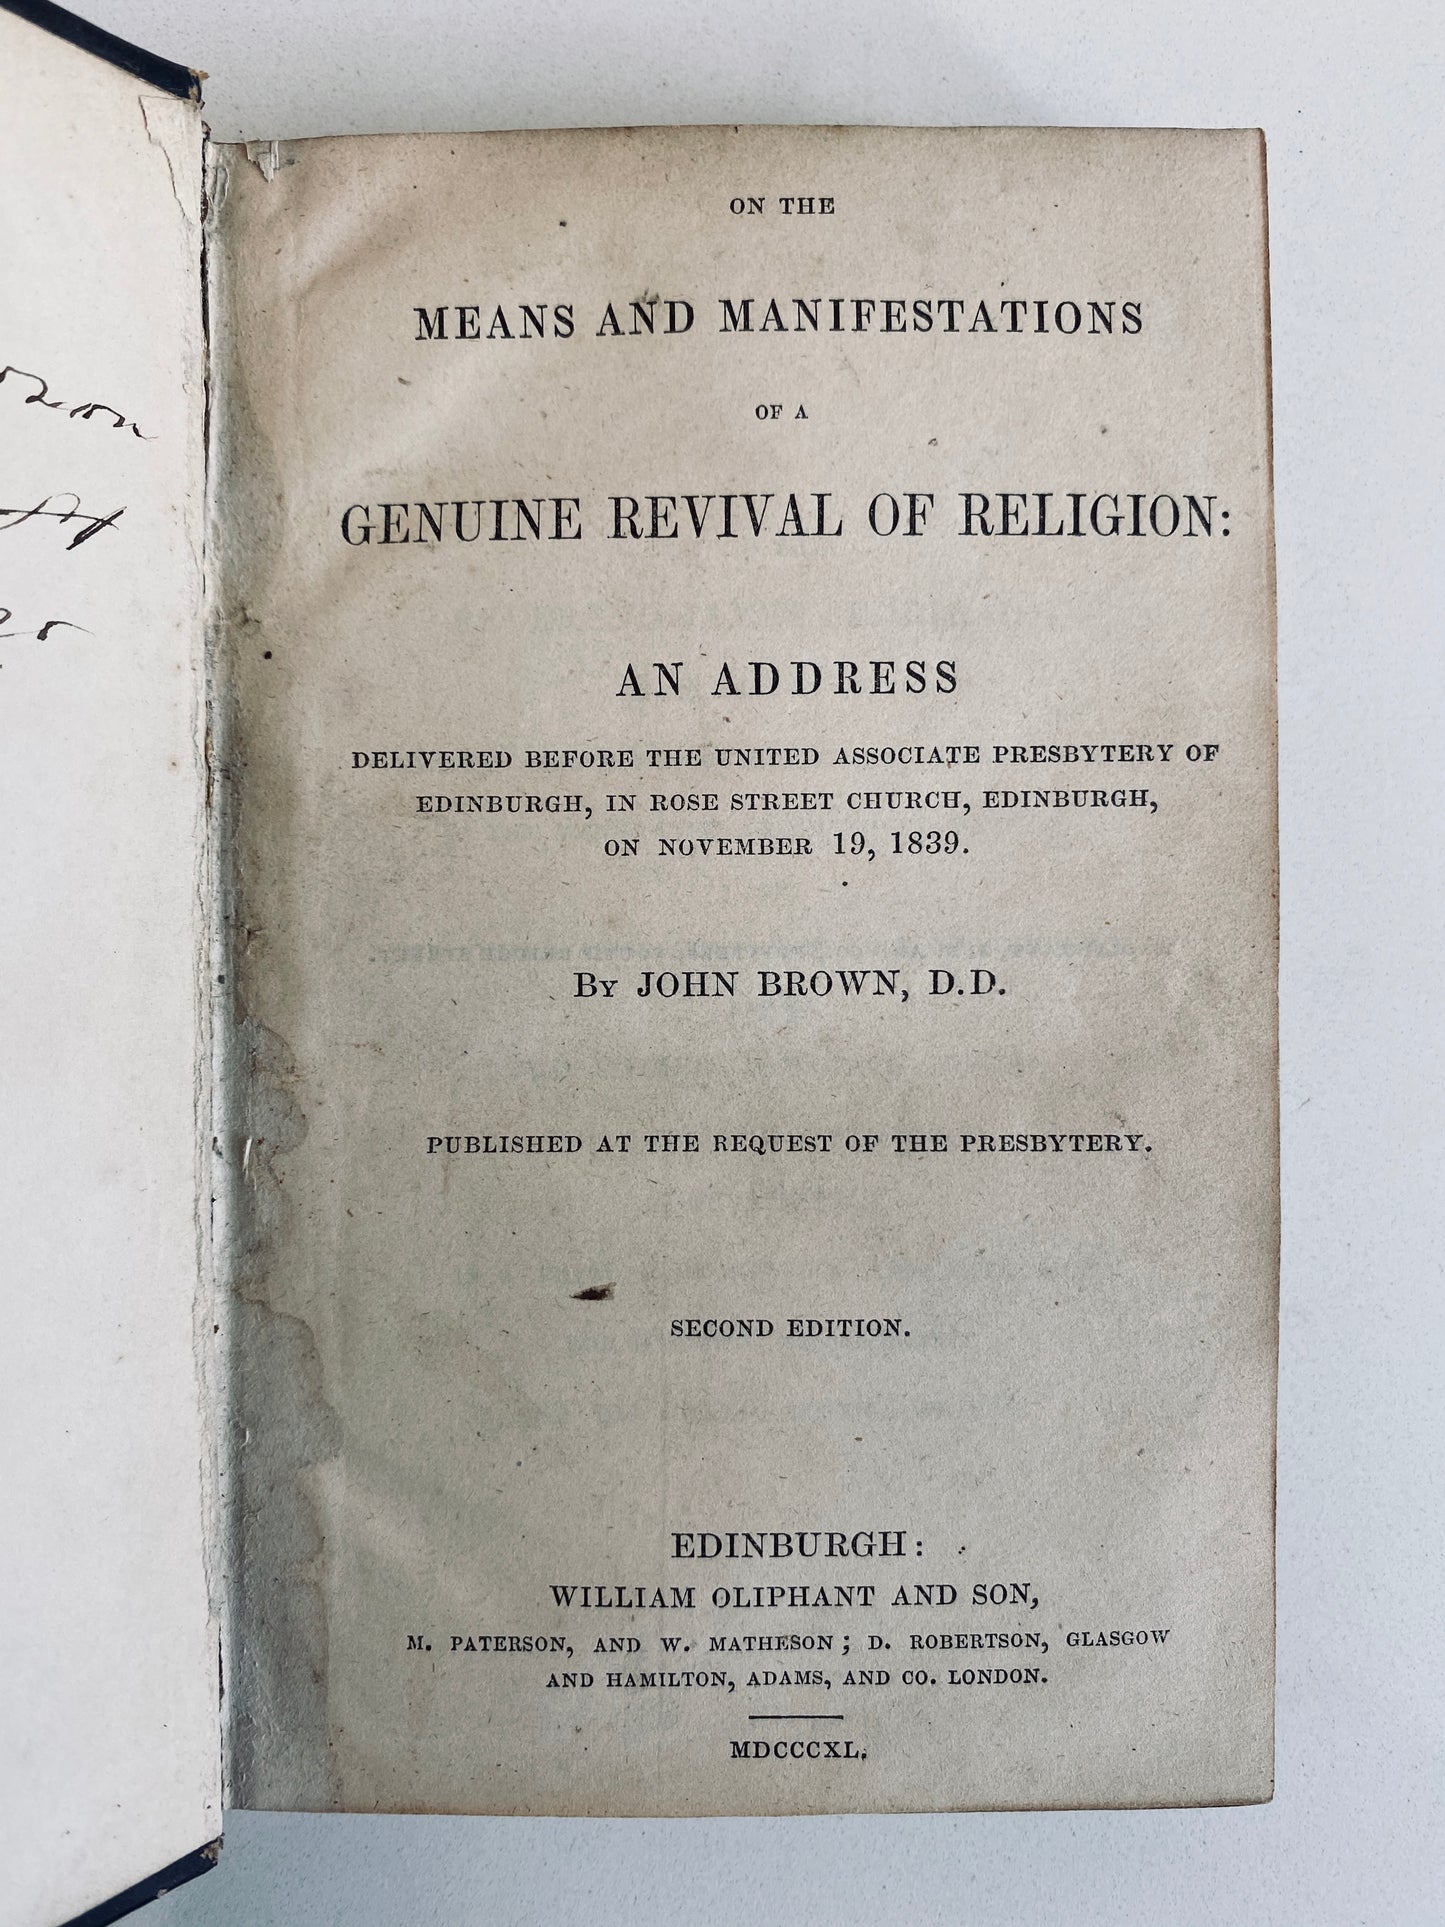 ON THE
MEANS AND MANIFESTATIONS
OF A
GENUINE REVIVAL OF RELIGION:
AN ADDRESS
DELIVERED BEFORE THE UNITED ASSOCIATE PRESBYTERY OF
EDINBURGH, IN ROSE STREET CHURCH, EDINBURGH,
ON NOVEMBER 19, 1839.
BY JOHN BROWN, D.D.
PUBLISHED AT THE REQUEST OF THE PRESBYTERY.
SECOND EDITION.
EDINBURGH:
WILLIAM OLIPHANT AND SON,
M. PATERSON, AND W. MATHESON; D. ROBERTSON, GLASGOW
AND HAMILTON, ADAMS, AND CO. LONDON.
MDCCCXL.